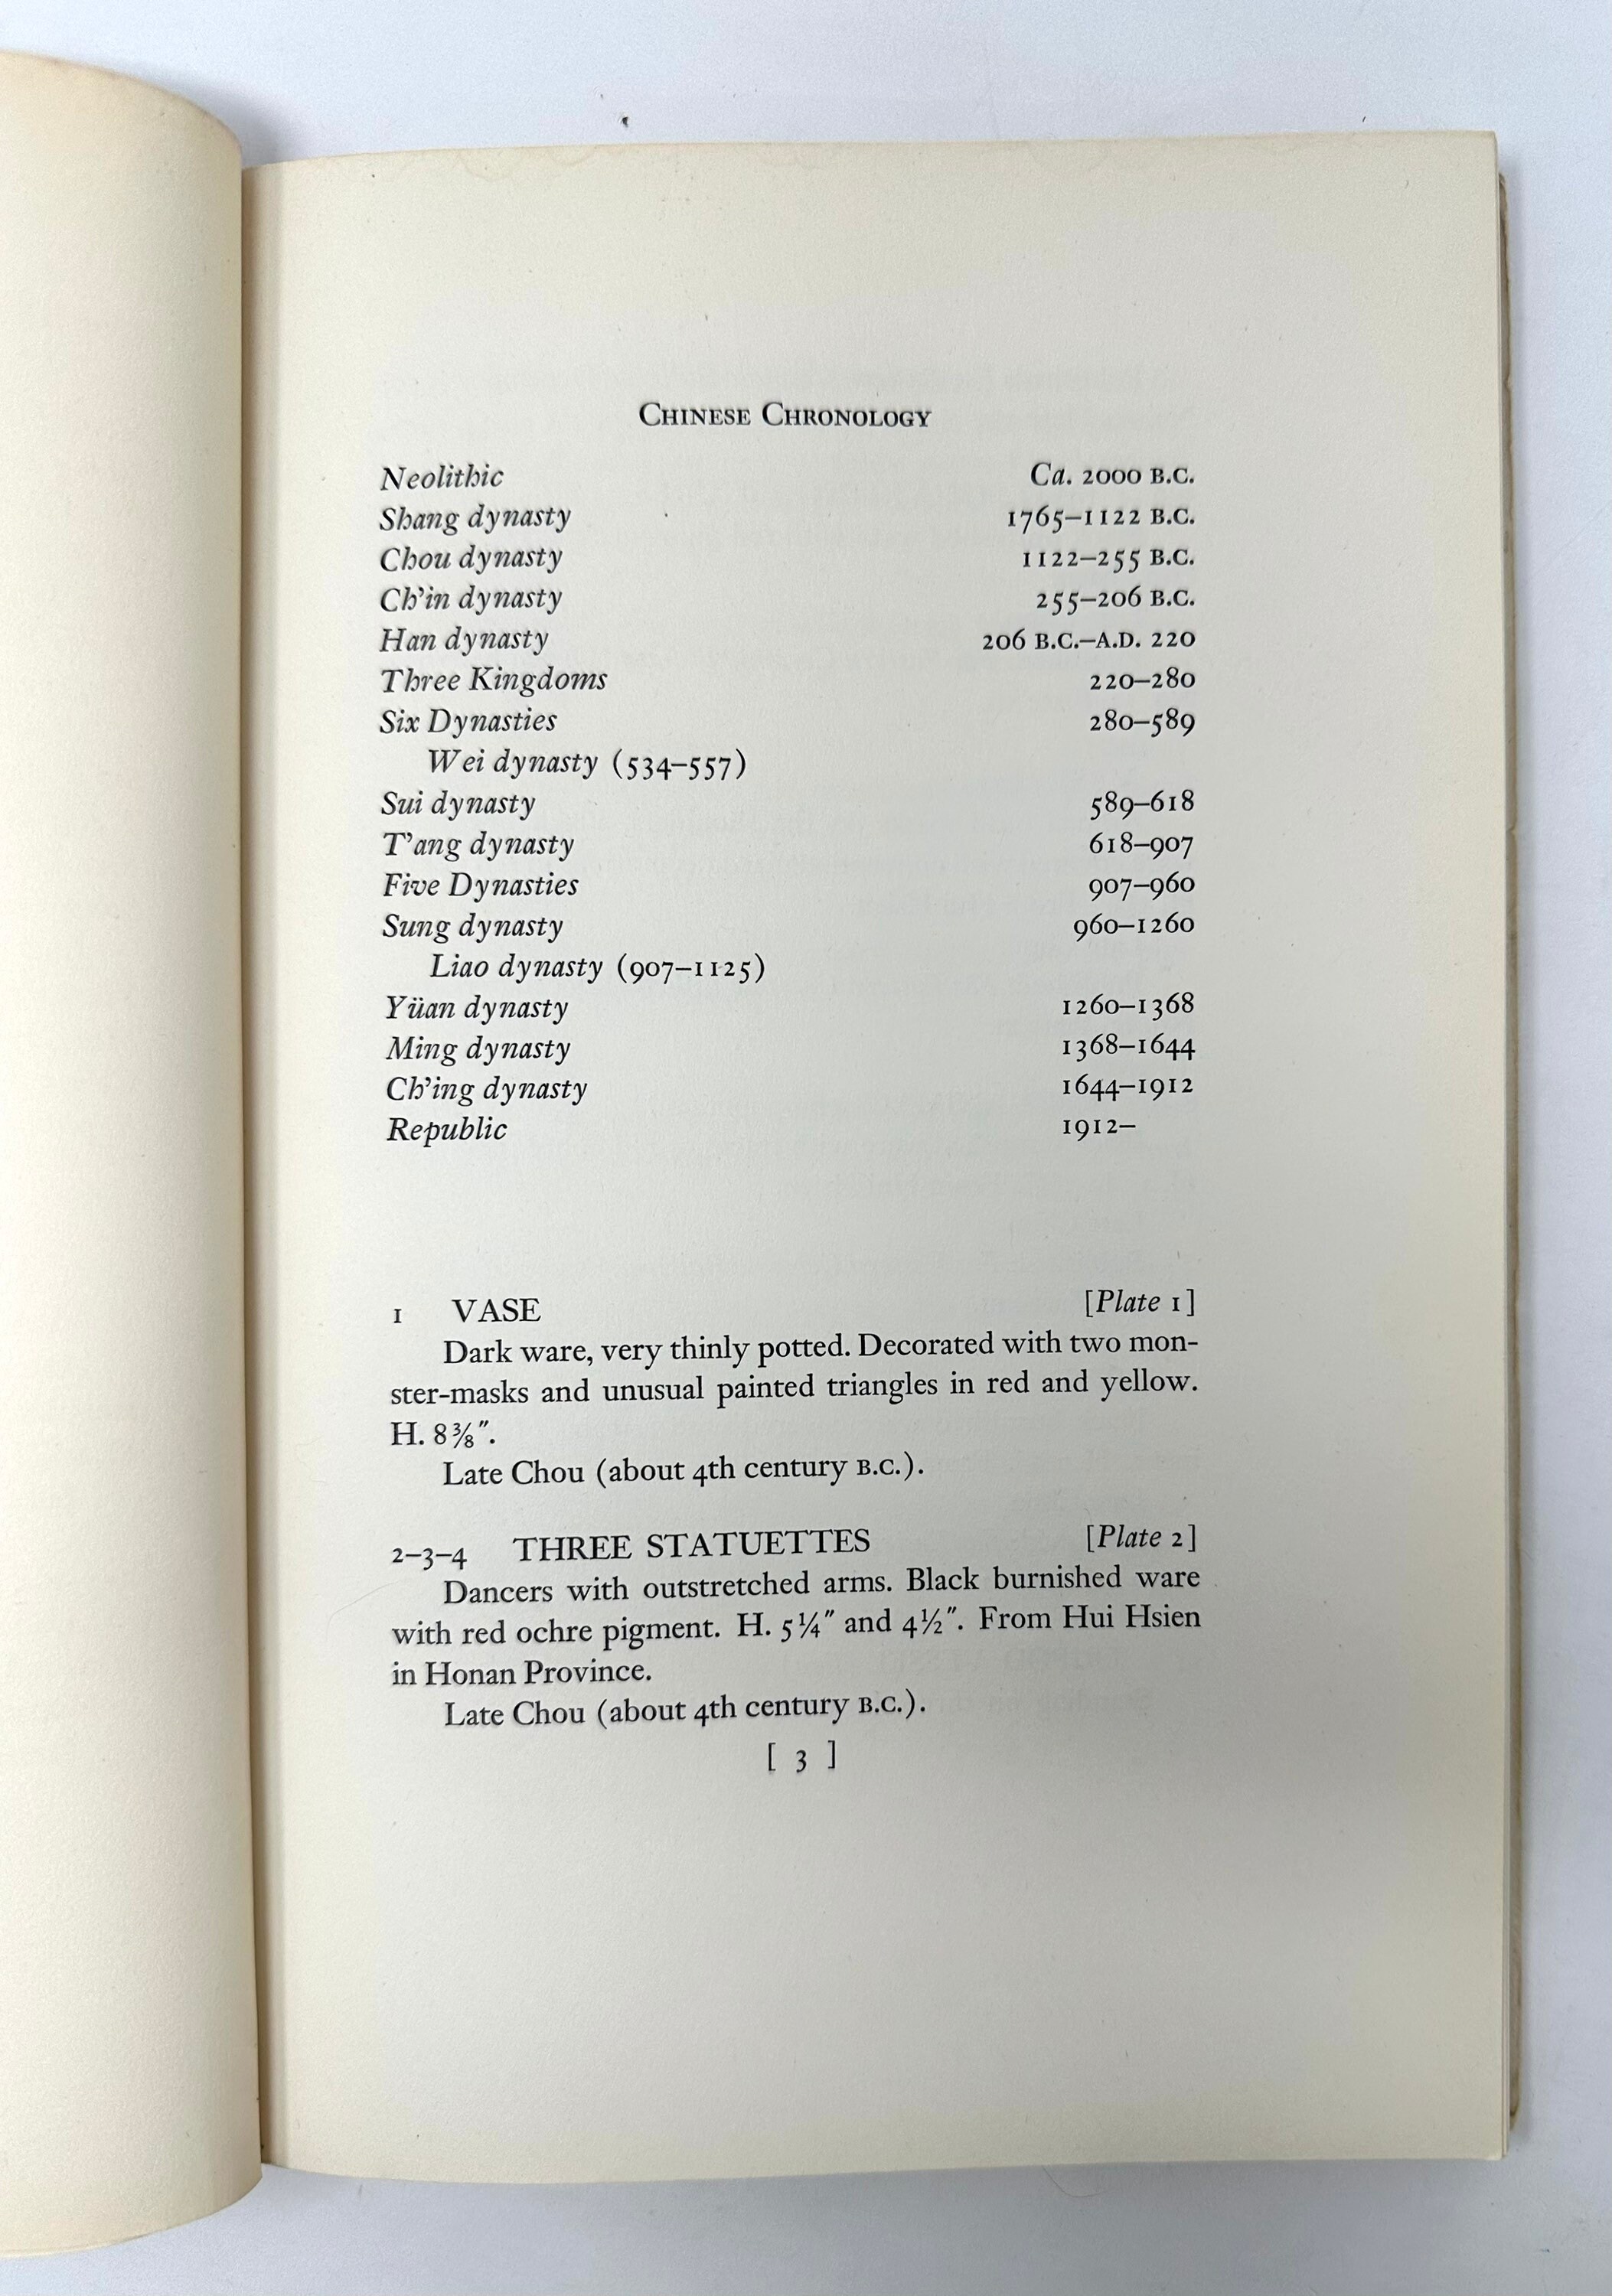 Chinese Chronology
Neolithic Ca. 2000 B.C.
Shang dynasty 1765–1122 B.C.
Chou dynasty 1122–255 B.C.
Ch'in dynasty 255–206 B.C.
Han dynasty 206 B.C.–A.D. 220
Three Kingdoms 220–280
Six Dynasties 280–589
Wei dynasty (534–557)
Sui dynasty 589–618
T'ang dynasty 618–907
Five Dynasties 907–960
Sung dynasty 960–1260
Liao dynasty (907–1125)
Yüan dynasty 1260–1368
Ming dynasty 1368–1644
Ch'ing dynasty 1644–1912
Republic 1912–
1 VASE [Plate 1]
Dark ware, very thinly potted. Decorated with two mon-
ster-masks and unusual painted triangles in red and yellow.
H. 8⅜″.
Late Chou (about 4th century B.C.).
2–3–4 THREE STATUETTES [Plate 2]
Dancers with outstretched arms. Black burnished ware
with red ochre pigment. H. 5¼″ and 4½″. From Hui Hsien
in Honan Province.
Late Chou (about 4th century B.C.).
[ 3 ]